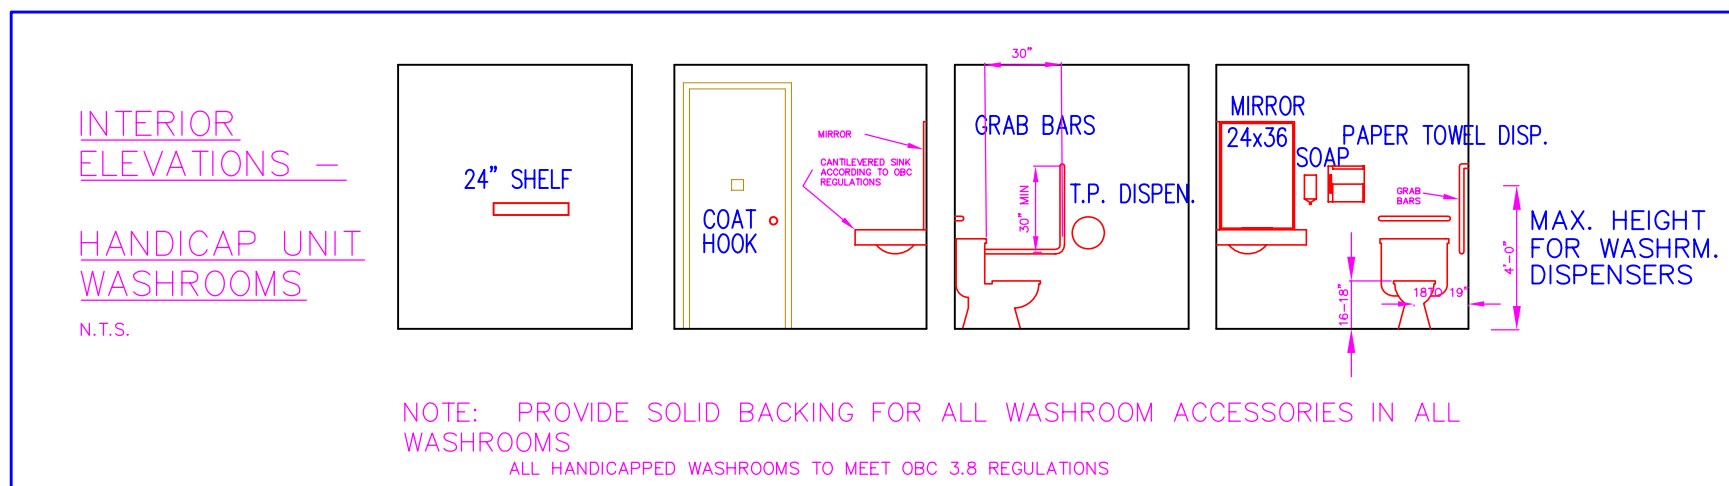 INTERIOR
ELEVATIONS –
HANDICAP UNIT
WASHROOMS
N.T.S.
24" SHELF
COAT
HOOK
MIRROR
CANTILEVERED SINK
ACCORDING TO OBC
REGULATIONS
30"
GRAB BARS
30" MIN
T.P. DISPEN.
MIRROR
24x36
SOAP
PAPER TOWEL DISP.
GRAB
BARS
16-18"
18TO 19"
4'-0"
MAX. HEIGHT
FOR WASHRM.
DISPENSERS
NOTE: PROVIDE SOLID BACKING FOR ALL WASHROOM ACCESSORIES IN ALL
WASHROOMS
ALL HANDICAPPED WASHROOMS TO MEET OBC 3.8 REGULATIONS